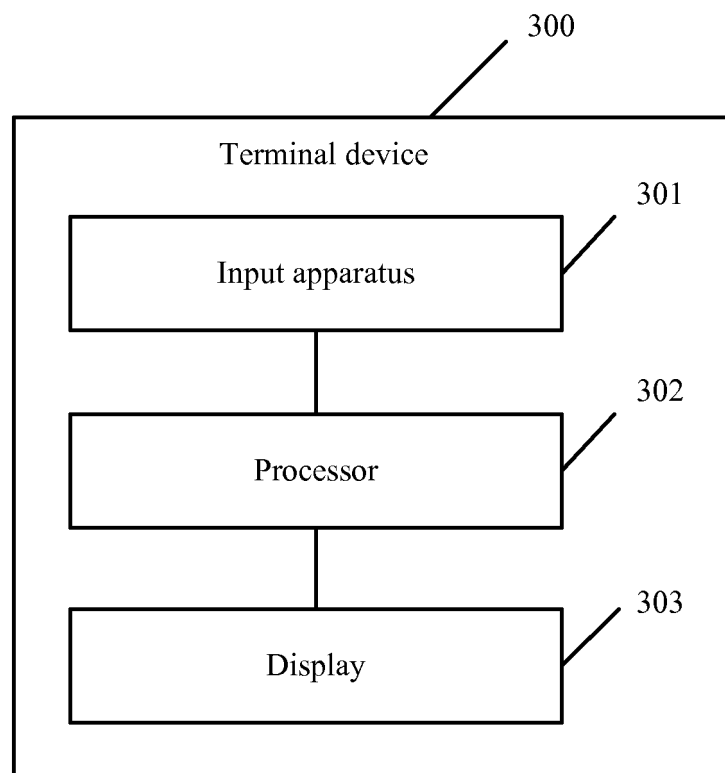 300
Terminal device
301
Input apparatus
302
Processor
303
Display